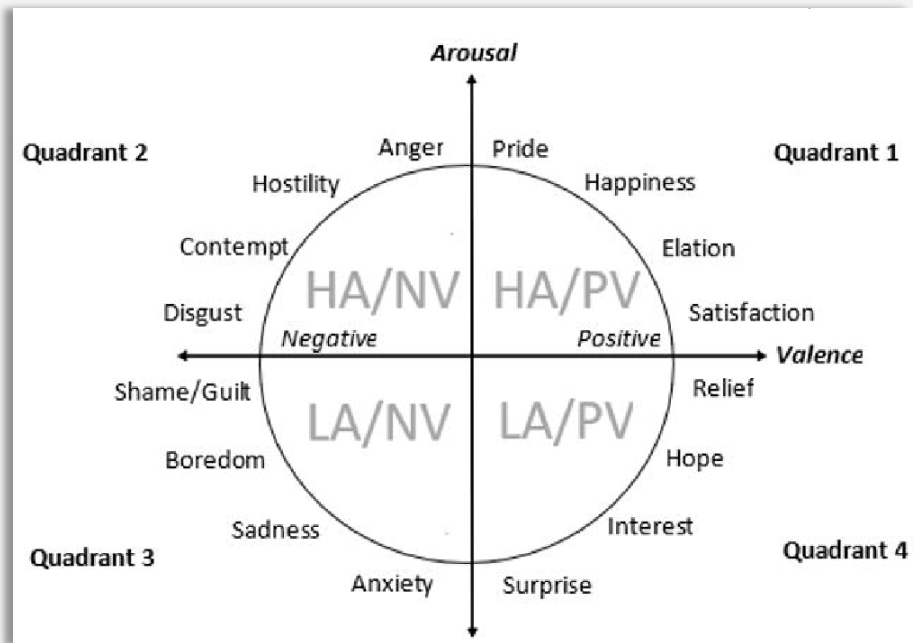 Arousal
Quadrant 2
Anger
Pride
Quadrant 1
Hostility
Happiness
Contempt
Elation
HA/NV
HA/PV
Disgust
Satisfaction
Negative
Positive
Valence
Shame/Guilt
Relief
LA/NV
LA/PV
Boredom
Hope
Sadness
Interest
Quadrant 3
Quadrant 4
Anxiety
Surprise